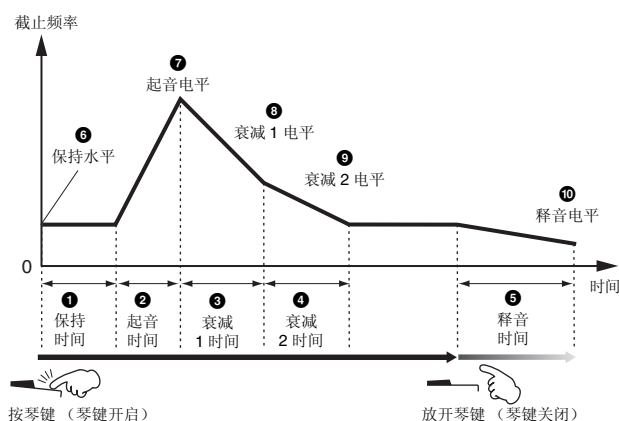 截止频率
❼
起音电平
❽
衰减 1 电平
❻
保持水平
❾
衰减 2 电平
❿
释音电平
0
时间
❶
保持
时间
❷
起音
时间
❸
衰减
1 时间
❹
衰减
2 时间
❺
释音
时间
按琴键 （琴键开启）
放开琴键 （琴键关闭）